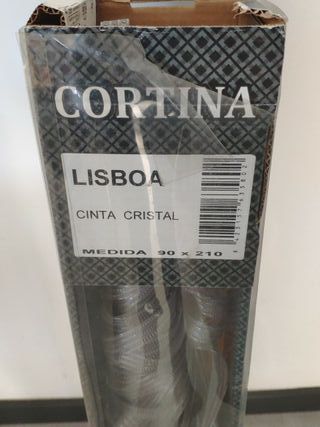 CORTINA
LISBOA
CINTA CRISTAL
MEDIDA 90 x 210